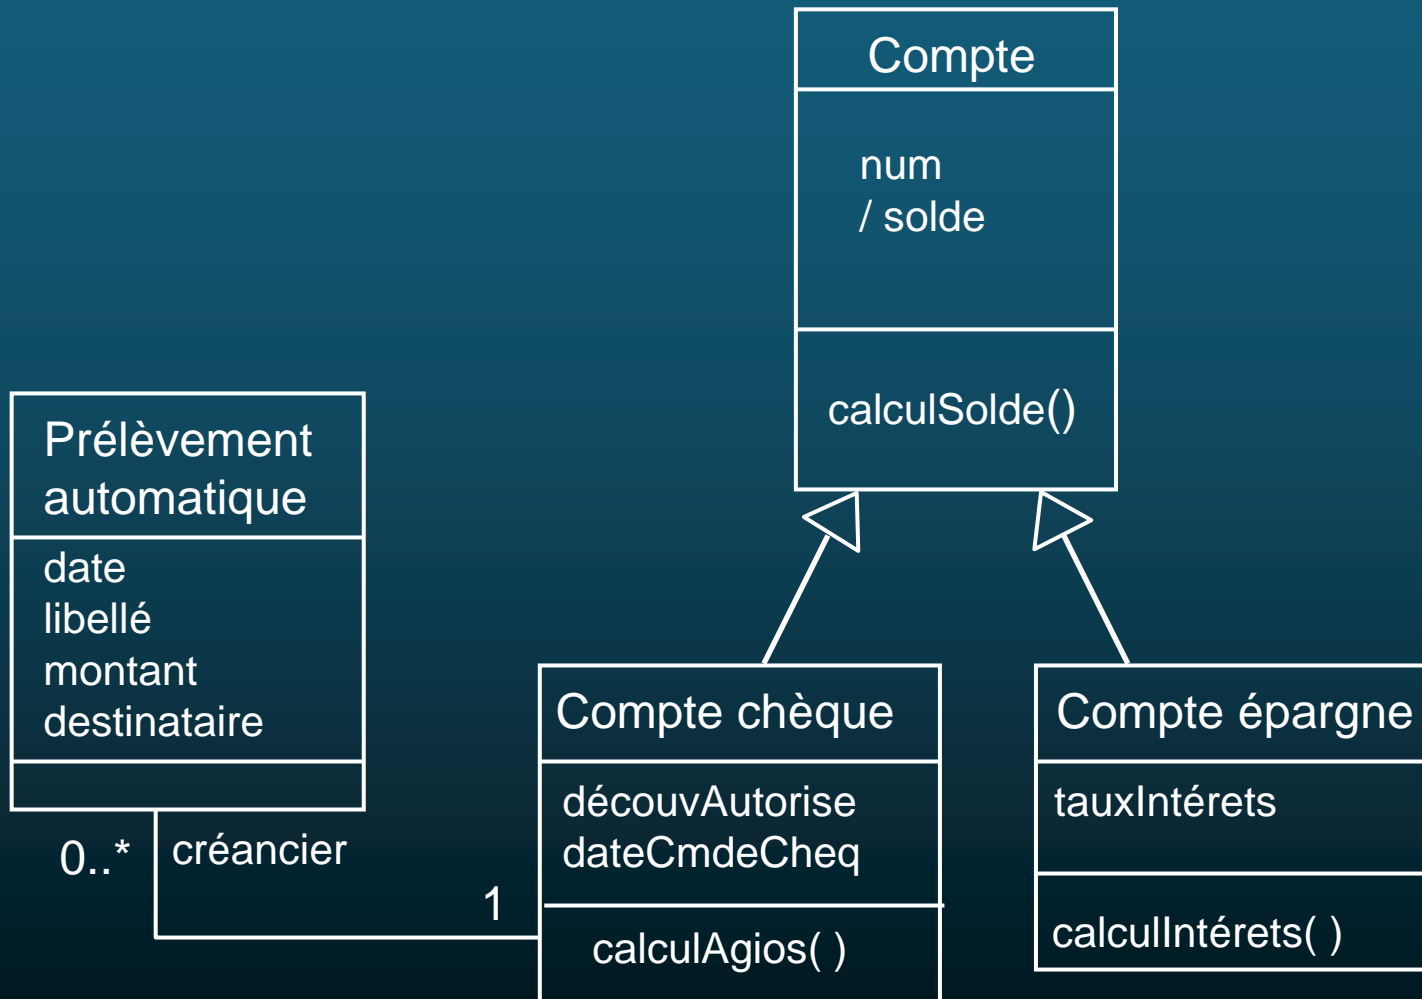 Compte
num
/ solde
calculSolde()
Prélèvement
automatique
date
libellé
montant
destinataire
0..*
créancier
1
Compte chèque
découvAutorise
dateCmdeCheq
calculAgios( )
Compte épargne
tauxIntérets
calculIntérets( )